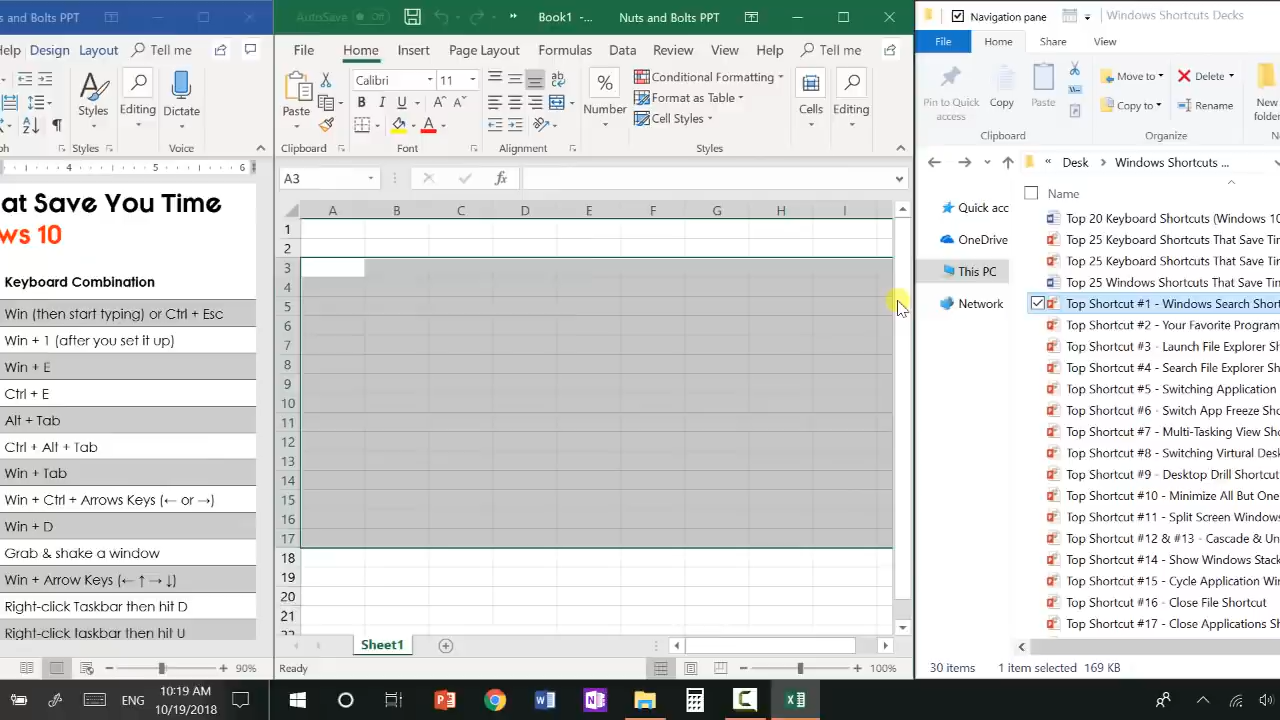 Nuts and Bolts PPT
Help Design Layout Tell me
Styles
Editing
Dictate
Styles
Voice
4 5 6
at Save You Time
ws 10
Keyboard Combination
Win (then start typing) or Ctrl + Esc
Win + 1 (after you set it up)
Win + E
Ctrl + E
Alt + Tab
Ctrl + Alt + Tab
Win + Tab
Win + Ctrl + Arrows Keys (← or →)
Win + D
Grab & shake a window
Win + Arrow Keys (← ↑ → ↓)
Right-click Taskbar then hit D
Right-click taskbar then hit U
90%
AutoSave Off Book1 -... Nuts and Bolts PPT
File Home Insert Page Layout Formulas Data Review View Help Tell me
Paste
Calibri 11
B I U A A
Number
Conditional Formatting
Format as Table
Cell Styles
Cells
Editing
Clipboard Font Alignment Styles
A3 fx
A B C D E F G H I
1
2
3
4
5
6
7
8
9
10
11
12
13
14
15
16
17
18
19
20
21
Sheet1
Ready 100%
Navigation pane Windows Shortcuts Decks
File Home Share View
Pin to Quick access
Copy
Paste
Move to
Copy to
Delete
Rename
New folder
Clipboard Organize
« Desk > Windows Shortcuts ...
Quick acc
OneDrive
This PC
Network
Name
Top 20 Keyboard Shortcuts (Windows 10
Top 25 Keyboard Shortcuts That Save Tim
Top 25 Keyboard Shortcuts That Save Tim
Top 25 Windows Shortcuts That Save Tim
Top Shortcut #1 - Windows Search Short
Top Shortcut #2 - Your Favorite Program
Top Shortcut #3 - Launch File Explorer Sh
Top Shortcut #4 - Search File Explorer Sh
Top Shortcut #5 - Switching Application
Top Shortcut #6 - Switch App Freeze Sho
Top Shortcut #7 - Multi-Tasking View Sho
Top Shortcut #8 - Switching Virtural Desk
Top Shortcut #9 - Desktop Drill Shortcut
Top Shortcut #10 - Minimize All But One
Top Shortcut #11 - Split Screen Windows
Top Shortcut #12 & #13 - Cascade & Un
Top Shortcut #14 - Show Windows Stack
Top Shortcut #15 - Cycle Application Wi
Top Shortcut #16 - Close File Shortcut
Top Shortcut #17 - Close Applications Sh
30 items 1 item selected 169 KB
ENG
10:19 AM
10/19/2018